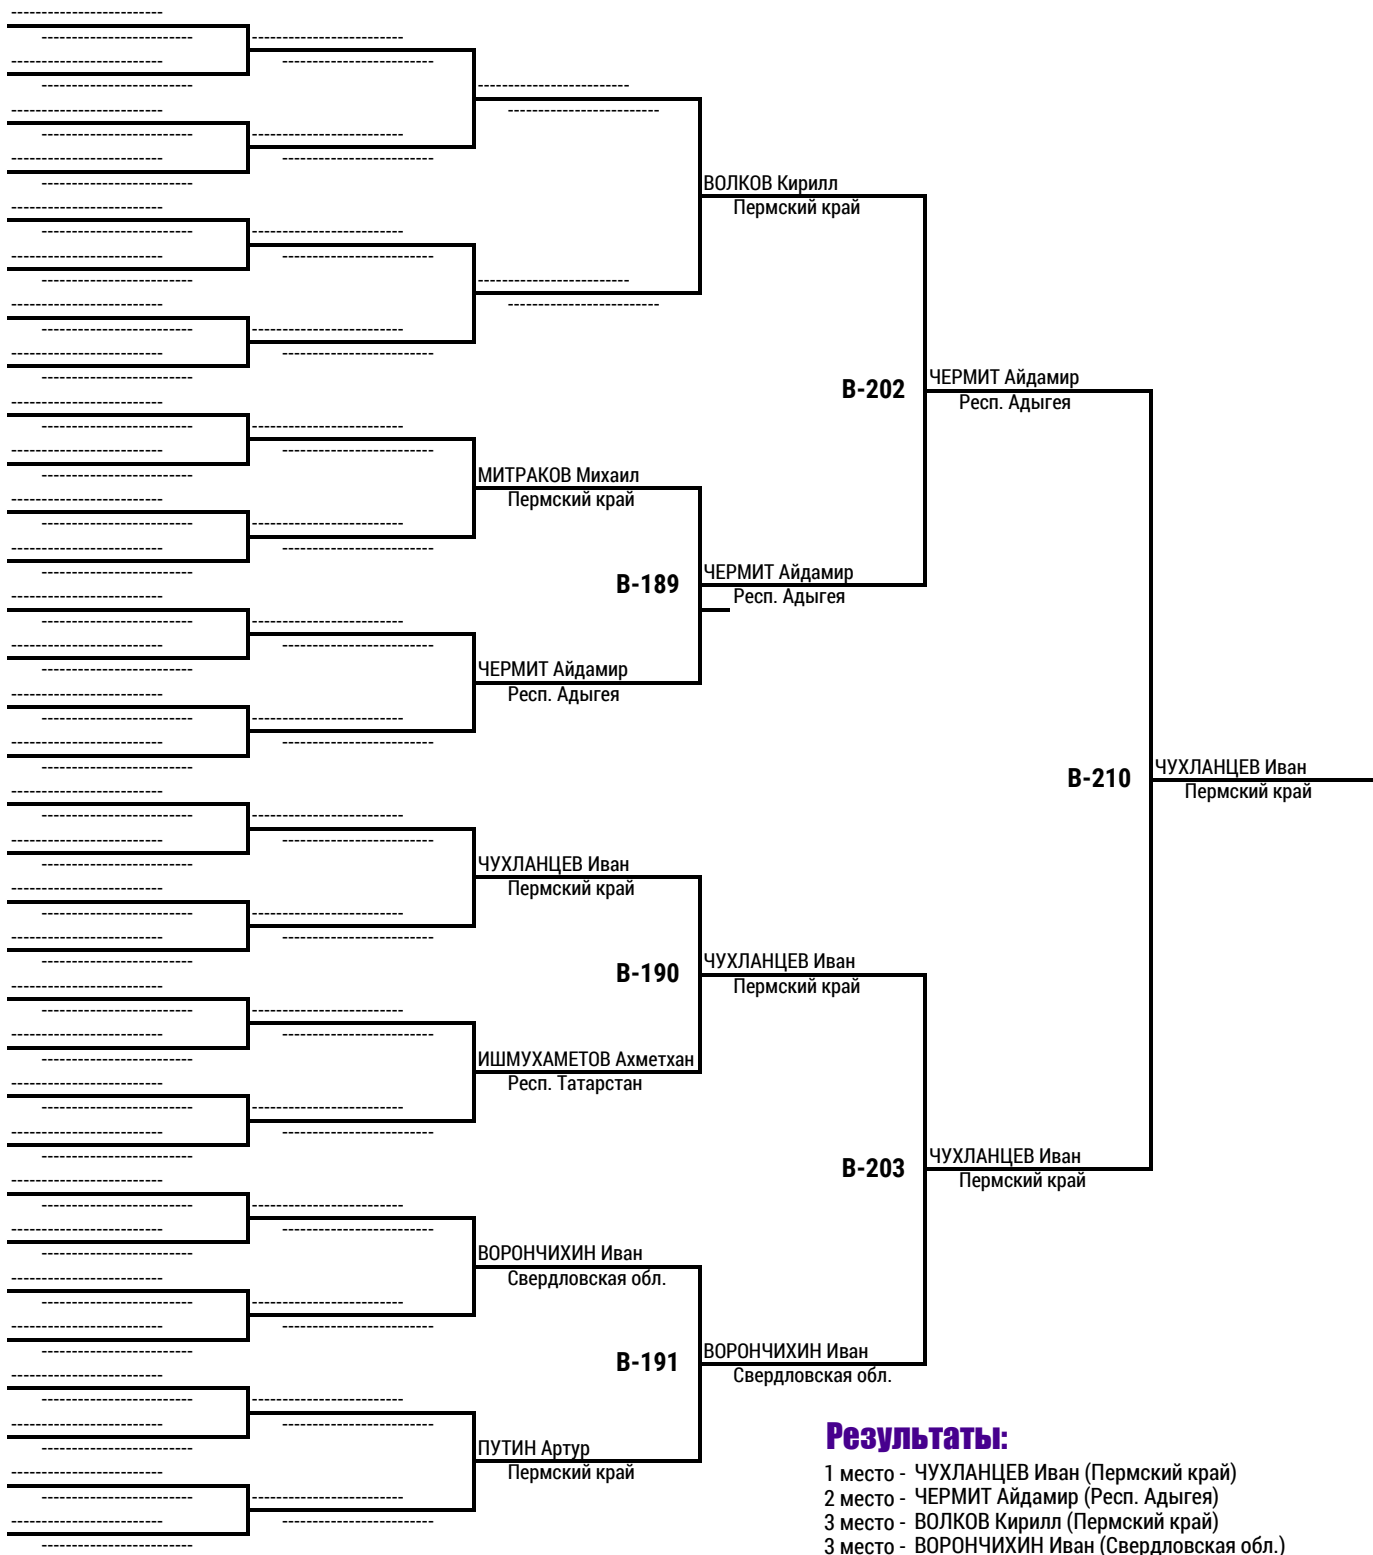 ВОЛКОВ Кирилл
Пермский край
B-202
ЧЕРМИТ Айдамир
Респ. Адыгея
МИТРАКОВ Михаил
Пермский край
B-189
ЧЕРМИТ Айдамир
Респ. Адыгея
ЧЕРМИТ Айдамир
Респ. Адыгея
B-210
ЧУХЛАНЦЕВ Иван
Пермский край
ЧУХЛАНЦЕВ Иван
Пермский край
B-190
ЧУХЛАНЦЕВ Иван
Пермский край
ИШМУХАМЕТОВ Ахметхан
Респ. Татарстан
B-203
ЧУХЛАНЦЕВ Иван
Пермский край
ВОРОНЧИХИН Иван
Свердловская обл.
B-191
ВОРОНЧИХИН Иван
Свердловская обл.
ПУТИН Артур
Пермский край
Результаты:
1 место - ЧУХЛАНЦЕВ Иван (Пермский край)
2 место - ЧЕРМИТ Айдамир (Респ. Адыгея)
3 место - ВОЛКОВ Кирилл (Пермский край)
3 место - ВОРОНЧИХИН Иван (Свердловская обл.)